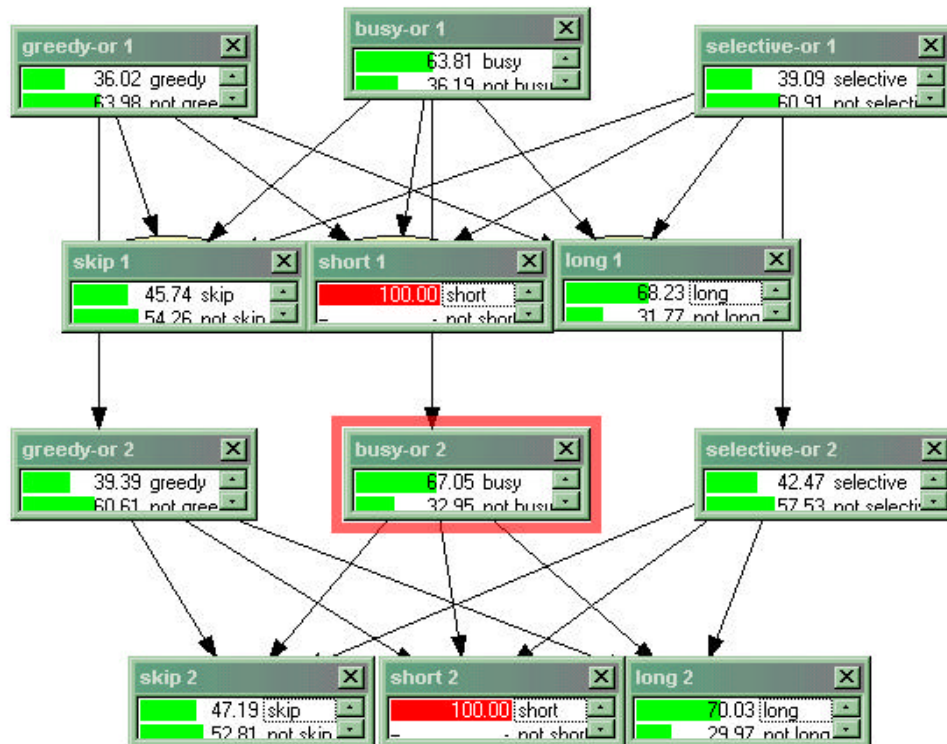 greedy-or 1
36.02 greedy
63.98 not gree
busy-or 1
63.81 busy
36.19 not busy
selective-or 1
39.09 selective
60.91 not selecti
skip 1
45.74 skip
54.26 not skip
short 1
100.00 short
- - not short
long 1
68.23 long
31.77 not long
greedy-or 2
39.39 greedy
60.61 not gree
busy-or 2
67.05 busy
32.95 not busy
selective-or 2
42.47 selective
57.53 not selecti
skip 2
47.19 skip
52.81 not skip
short 2
100.00 short
- - not short
long 2
70.03 long
29.97 not long